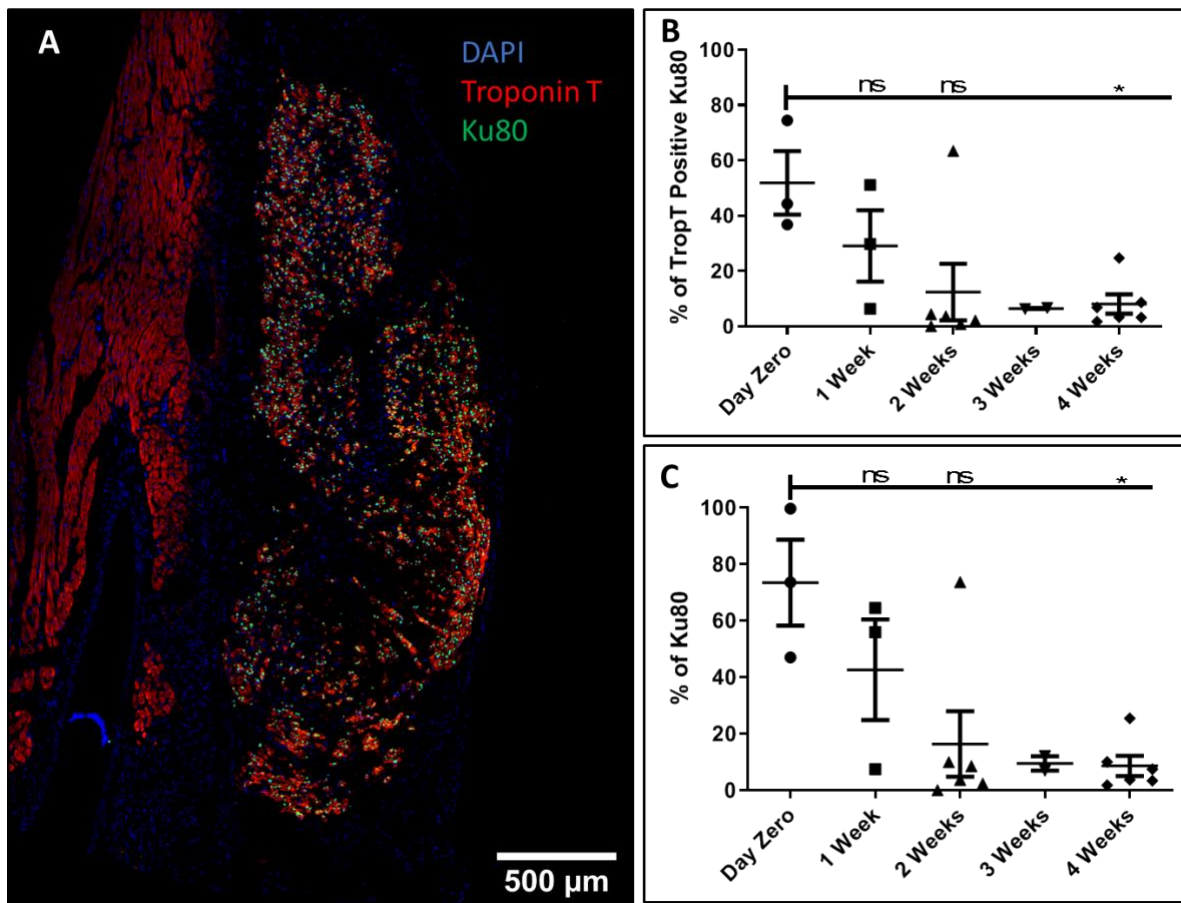 A
DAPI
Troponin T
Ku80
500 µm
B
% of TropT Positive Ku80
100
80
60
40
20
0
ns
ns
*
Day Zero
1 Week
2 Weeks
3 Weeks
4 Weeks
C
% of Ku80
100
80
60
40
20
0
ns
ns
*
Day Zero
1 Week
2 Weeks
3 Weeks
4 Weeks